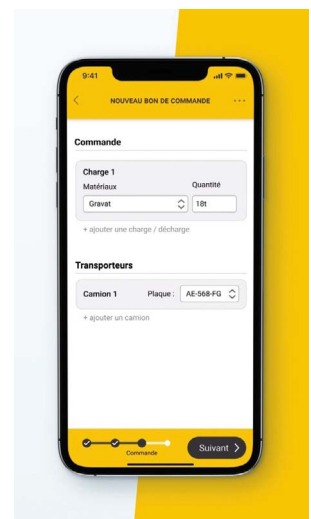 9:41
NOUVEAU BON DE COMMANDE
Commande
Charge 1
Matériaux Quantité
Gravat 18t
+ ajouter une charge / décharge
Transporteurs
Camion 1 Plaque : AE-568-FG
+ ajouter un camion
Commande
Suivant